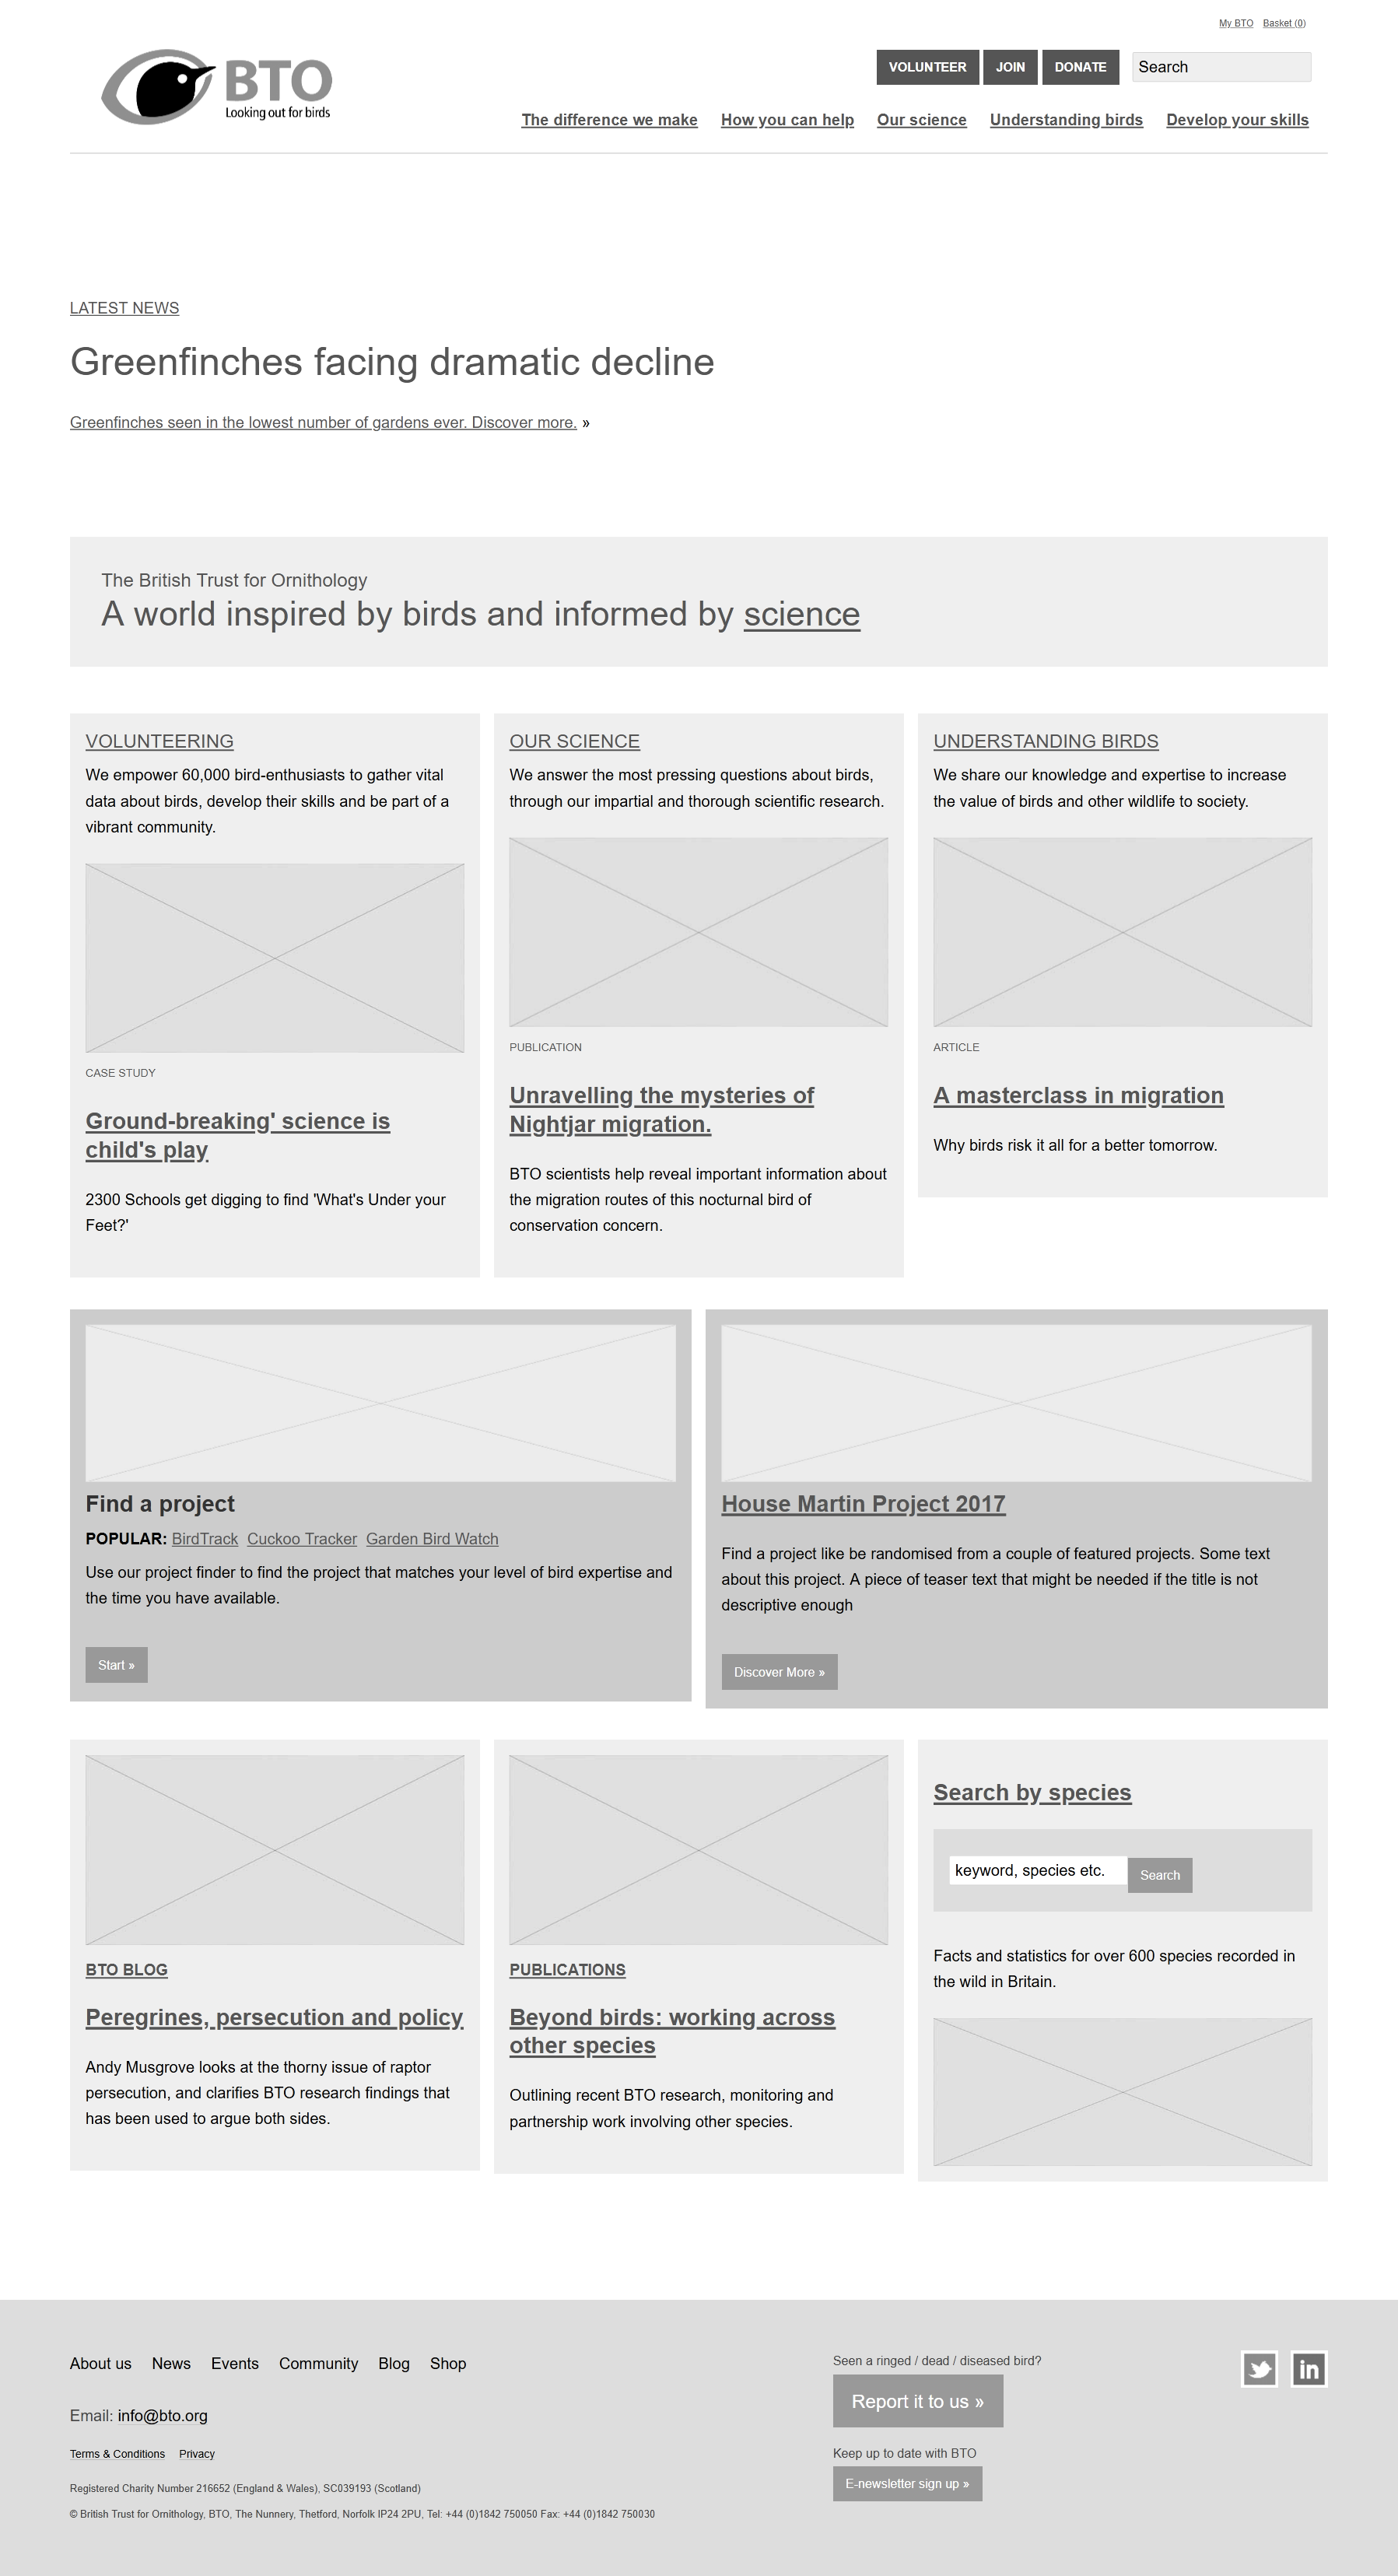 My BTO Basket (0)
BTO
Looking out for birds
VOLUNTEER JOIN DONATE Search
The difference we make How you can help Our science Understanding birds Develop your skills
LATEST NEWS
Greenfinches facing dramatic decline
Greenfinches seen in the lowest number of gardens ever. Discover more. »
The British Trust for Ornithology
A world inspired by birds and informed by science
VOLUNTEERING
We empower 60,000 bird-enthusiasts to gather vital
data about birds, develop their skills and be part of a
vibrant community.
CASE STUDY
Ground-breaking' science is
child's play
2300 Schools get digging to find 'What's Under your
Feet?'
OUR SCIENCE
We answer the most pressing questions about birds,
through our impartial and thorough scientific research.
PUBLICATION
Unravelling the mysteries of
Nightjar migration.
BTO scientists help reveal important information about
the migration routes of this nocturnal bird of
conservation concern.
UNDERSTANDING BIRDS
We share our knowledge and expertise to increase
the value of birds and other wildlife to society.
ARTICLE
A masterclass in migration
Why birds risk it all for a better tomorrow.
Find a project
POPULAR: BirdTrack Cuckoo Tracker Garden Bird Watch
Use our project finder to find the project that matches your level of bird expertise and
the time you have available.
Start »
House Martin Project 2017
Find a project like be randomised from a couple of featured projects. Some text
about this project. A piece of teaser text that might be needed if the title is not
descriptive enough
Discover More »
BTO BLOG
Peregrines, persecution and policy
Andy Musgrove looks at the thorny issue of raptor
persecution, and clarifies BTO research findings that
has been used to argue both sides.
PUBLICATIONS
Beyond birds: working across
other species
Outlining recent BTO research, monitoring and
partnership work involving other species.
Search by species
keyword, species etc. Search
Facts and statistics for over 600 species recorded in
the wild in Britain.
About us News Events Community Blog Shop
Email: info@bto.org
Terms & Conditions Privacy
Registered Charity Number 216652 (England & Wales), SC039193 (Scotland)
© British Trust for Ornithology, BTO, The Nunnery, Thetford, Norfolk IP24 2PU, Tel: +44 (0)1842 750050 Fax: +44 (0)1842 750030
Seen a ringed / dead / diseased bird?
Report it to us »
Keep up to date with BTO
E-newsletter sign up »
in